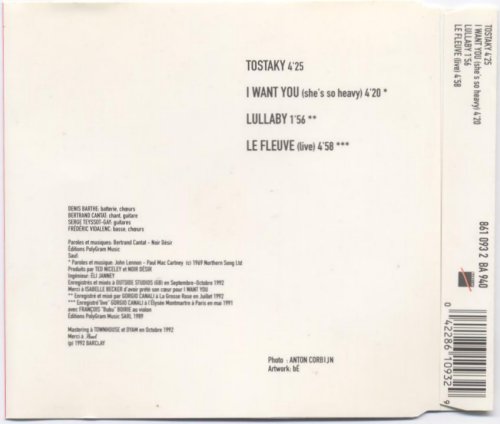 TOSTAKY 4'25
I WANT YOU (she's so heavy) 4'20 *
LULLABY 1'56 **
LE FLEUVE (live) 4'58 ***
DENIS BARTHE: batterie, chœurs
BERTRAND CANTAT: chant, guitare
SERGE TEYSSOT-GAY: guitares
FRÉDÉRIC VIDALENC: basse, chœurs
Paroles et musiques: Bertrand Cantat - Noir Désir
Éditions PolyGram Music
Sauf:
* Paroles et musique: John Lennon - Paul Mac Cartney (c) 1969 Northern Song Ltd
Produits par TED NICELEY et NOIR DÉSIR
Ingénieur: ELI JANNEY
Enregistrés et mixés à OUTSIDE STUDIOS (GB) en Septembre-Octobre 1992
Merci à ISABELLE BECKER d'avoir prêté son cœur pour I WANT YOU
** Enregistré et mixé par GIORGIO CANALI à La Grosse Rose en Juillet 1992
*** Enregistré "live" GIORGIO CANALI à l'Élysée Montmartre à Paris en mai 1991
avec FRANÇOIS "Bubu" BOIRIE au violon
Éditions PolyGram Music SARL 1989
Mastering à TOWNHOUSE et DYAM en Octobre 1992
Merci à
(p) 1992 BARCLAY
Photo : ANTON CORBIJN
Artwork: bÉ
TOSTAKY 4'25
I WANT YOU (she's so heavy) 4'20
LULLABY 1'56
LE FLEUVE (live) 4'58
861 093 2 BA 940
0 42286 10932 9